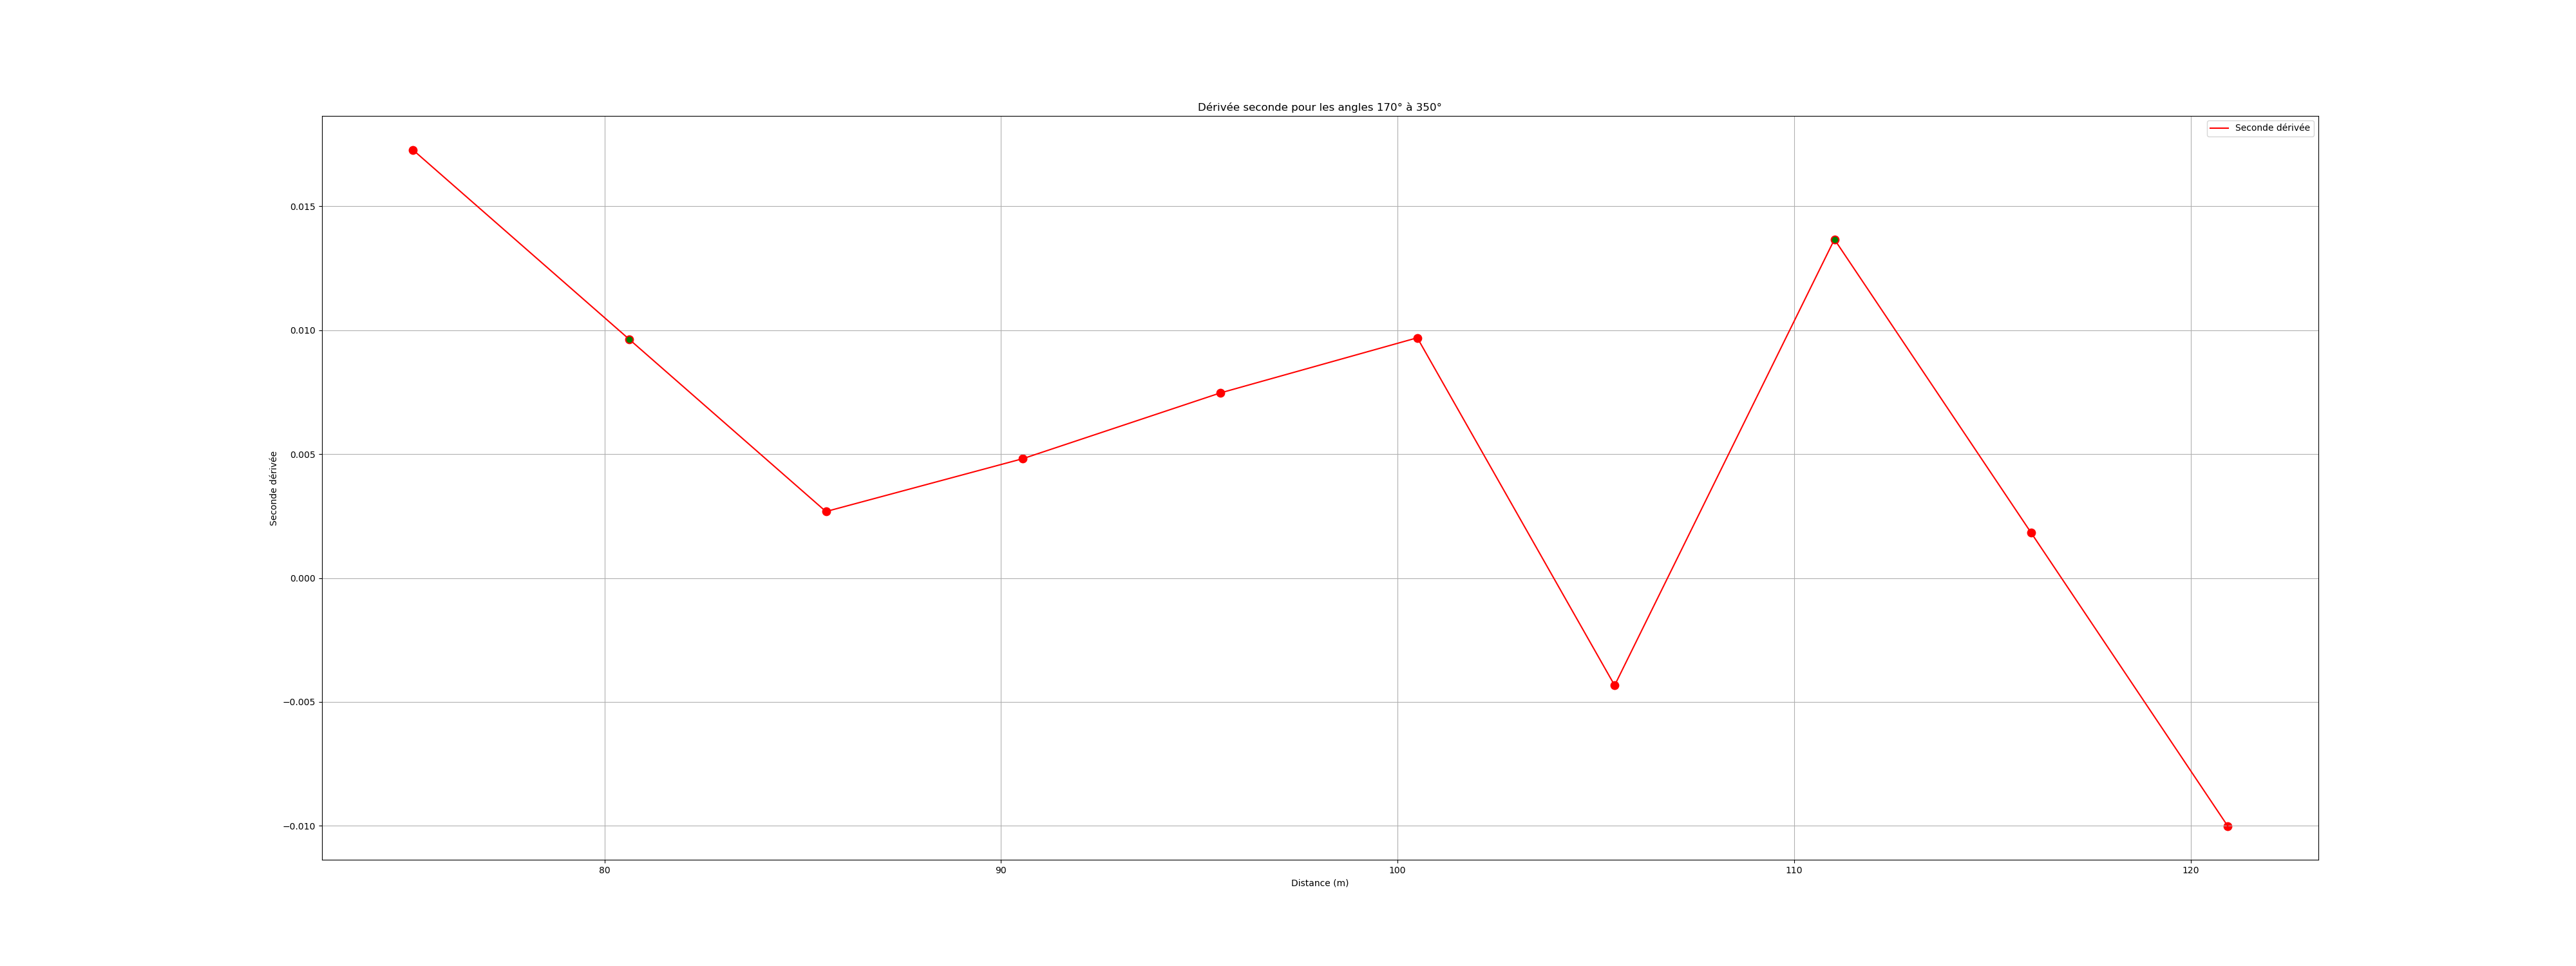 Dérivée seconde pour les angles 170° à 350°
Seconde dérivée
0.015
0.010
0.005
0.000
−0.005
−0.010
Seconde dérivée
80
90
100
110
120
Distance (m)